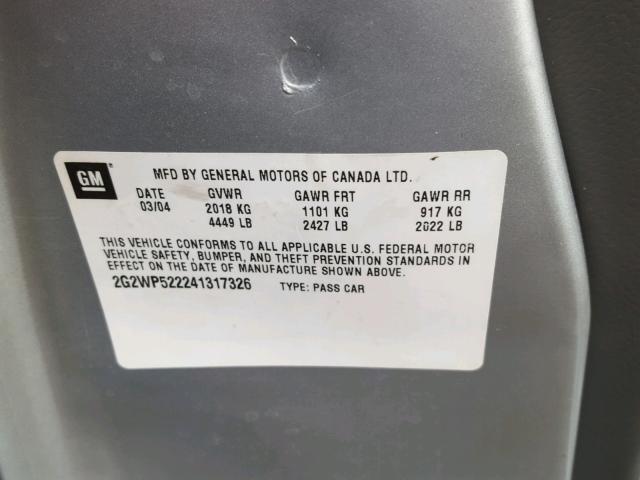 GM
MFD BY GENERAL MOTORS OF CANADA LTD.
DATE GVWR GAWR FRT GAWR RR
03/04 2018 KG 1101 KG 917 KG
4449 LB 2427 LB 2022 LB
THIS VEHICLE CONFORMS TO ALL APPLICABLE U.S. FEDERAL MOTOR
VEHICLE SAFETY, BUMPER, AND THEFT PREVENTION STANDARDS IN
EFFECT ON THE DATE OF MANUFACTURE SHOWN ABOVE.
2G2WP522241317326 TYPE: PASS CAR